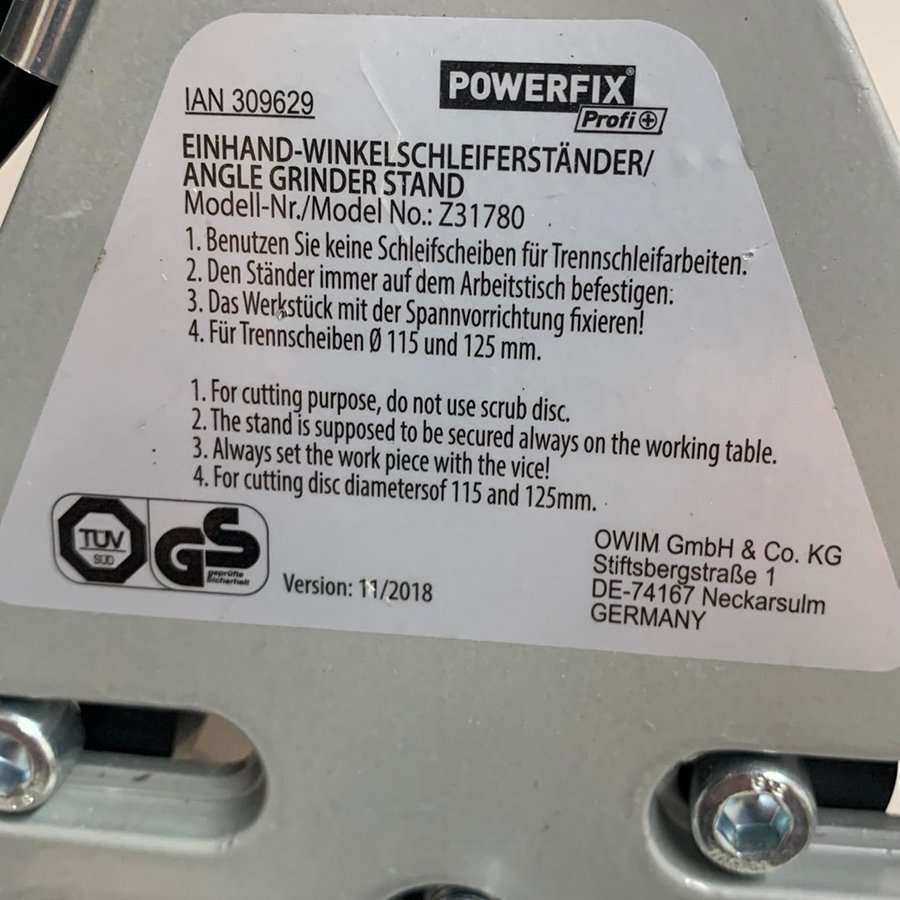 IAN 309629
POWERFIX®
Profi+
EINHAND-WINKELSCHLEIFERSTÄNDER/
ANGLE GRINDER STAND
Modell-Nr./Model No.: Z31780
1. Benutzen Sie keine Schleifscheiben für Trennschleifarbeiten.
2. Den Ständer immer auf dem Arbeitstisch befestigen.
3. Das Werkstück mit der Spannvorrichtung fixieren!
4. Für Trennscheiben Ø 115 und 125 mm.
1. For cutting purpose, do not use scrub disc.
2. The stand is supposed to be secured always on the working table.
3. Always set the work piece with the vice!
4. For cutting disc diametersof 115 and 125mm.
TÜV
SÜD
GS
geprüfte
Sicherheit
Version: 11/2018
OWIM GmbH & Co. KG
Stiftsbergstraße 1
DE-74167 Neckarsulm
GERMANY